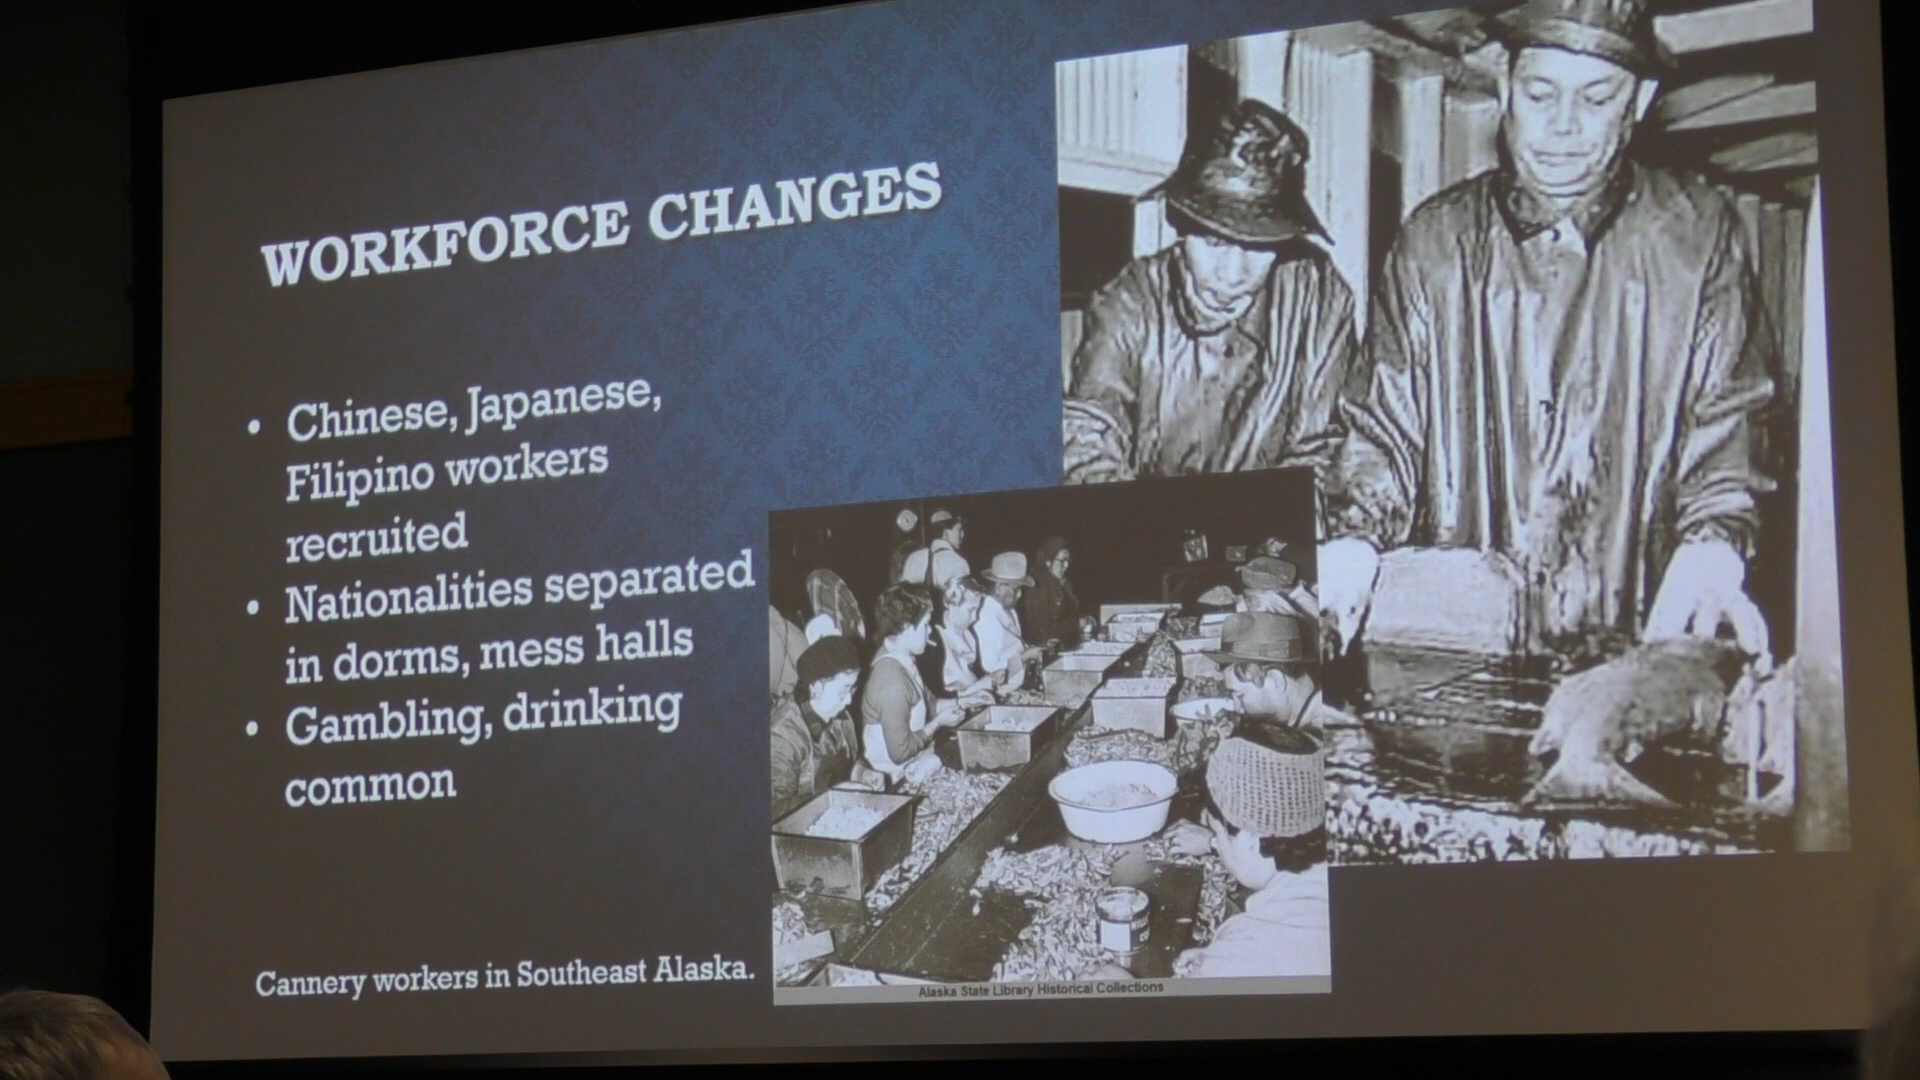 WORKFORCE CHANGES
• Chinese, Japanese,
Filipino workers
recruited
• Nationalities separated
in dorms, mess halls
• Gambling, drinking
common
Cannery workers in Southeast Alaska.
Alaska State Library Historical Collections